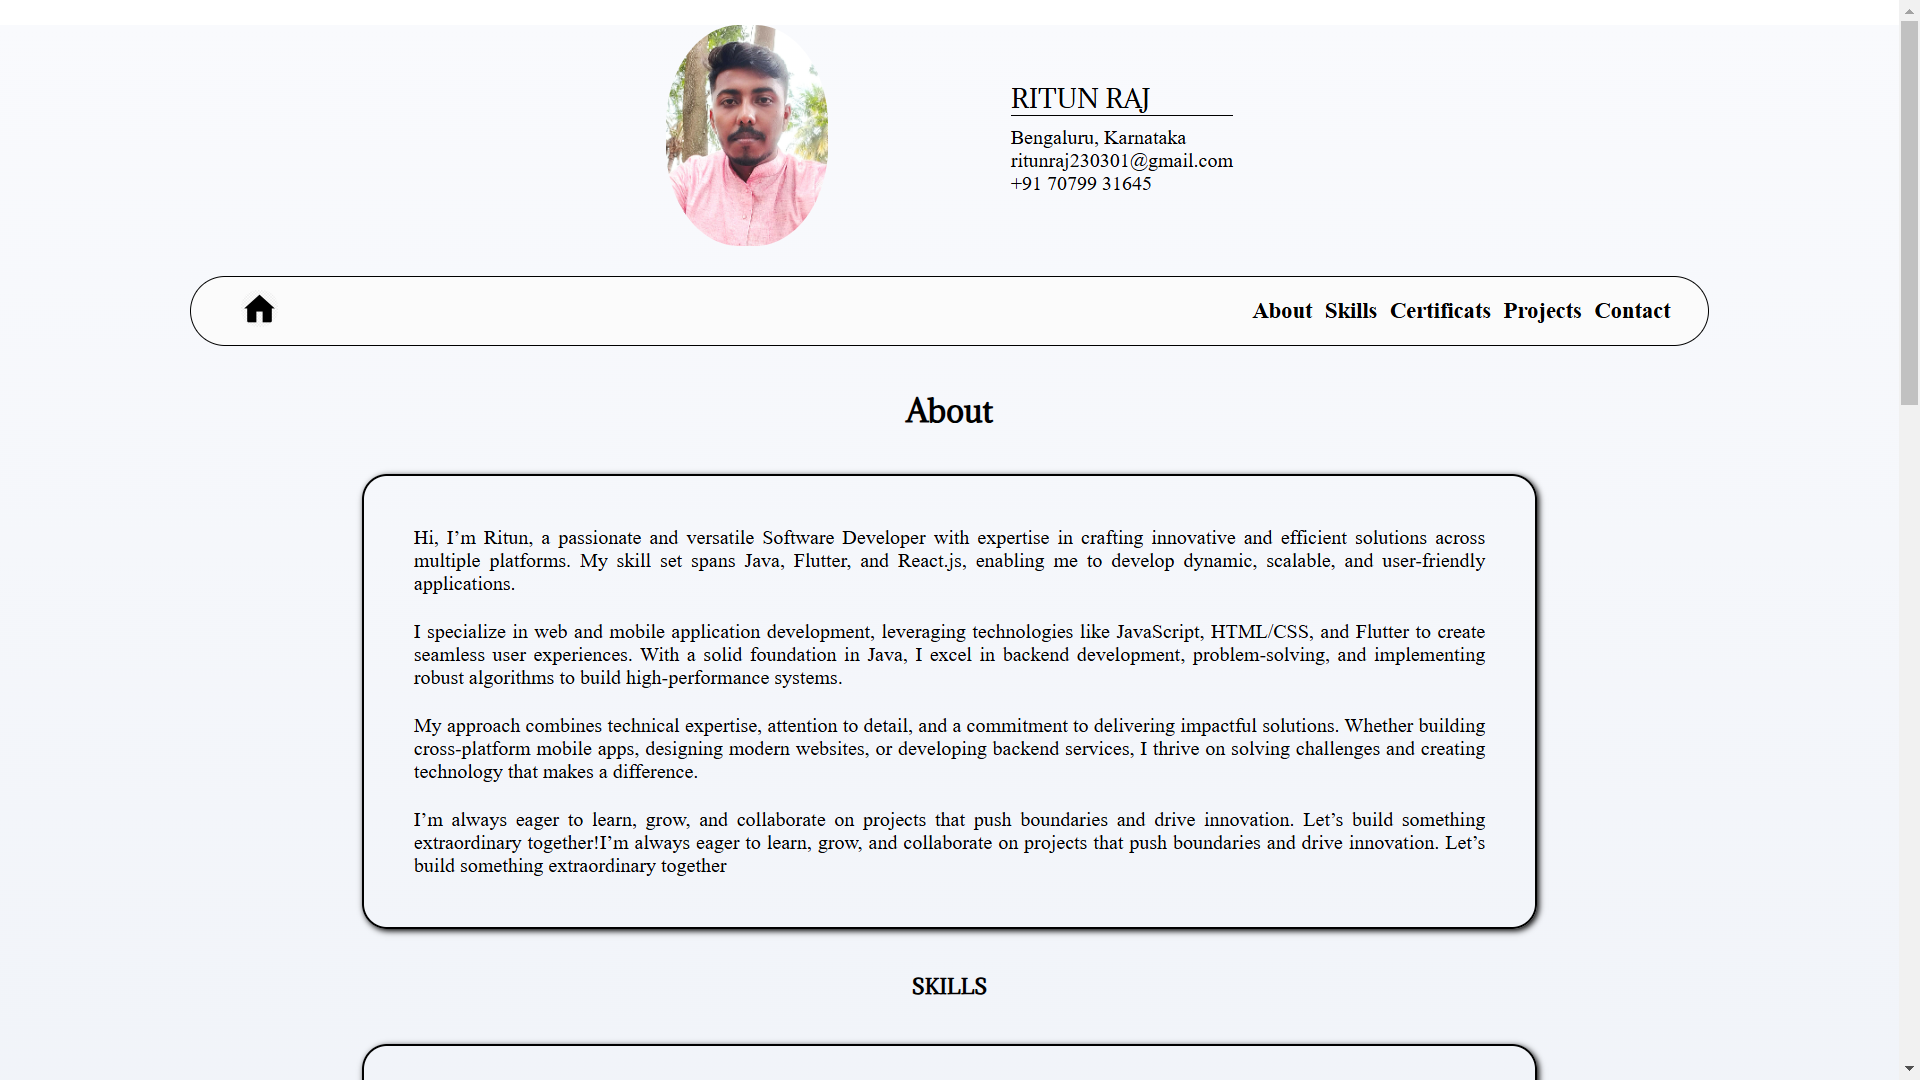 RITUN RAJ
Bengaluru, Karnataka
ritunraj230301@gmail.com
+91 70799 31645
About Skills Certificats Projects Contact
About
Hi, I’m Ritun, a passionate and versatile Software Developer with expertise in crafting innovative and efficient solutions across
multiple platforms. My skill set spans Java, Flutter, and React.js, enabling me to develop dynamic, scalable, and user-friendly
applications.
I specialize in web and mobile application development, leveraging technologies like JavaScript, HTML/CSS, and Flutter to create
seamless user experiences. With a solid foundation in Java, I excel in backend development, problem-solving, and implementing
robust algorithms to build high-performance systems.
My approach combines technical expertise, attention to detail, and a commitment to delivering impactful solutions. Whether building
cross-platform mobile apps, designing modern websites, or developing backend services, I thrive on solving challenges and creating
technology that makes a difference.
I’m always eager to learn, grow, and collaborate on projects that push boundaries and drive innovation. Let’s build something
extraordinary together!I’m always eager to learn, grow, and collaborate on projects that push boundaries and drive innovation. Let’s
build something extraordinary together
SKILLS